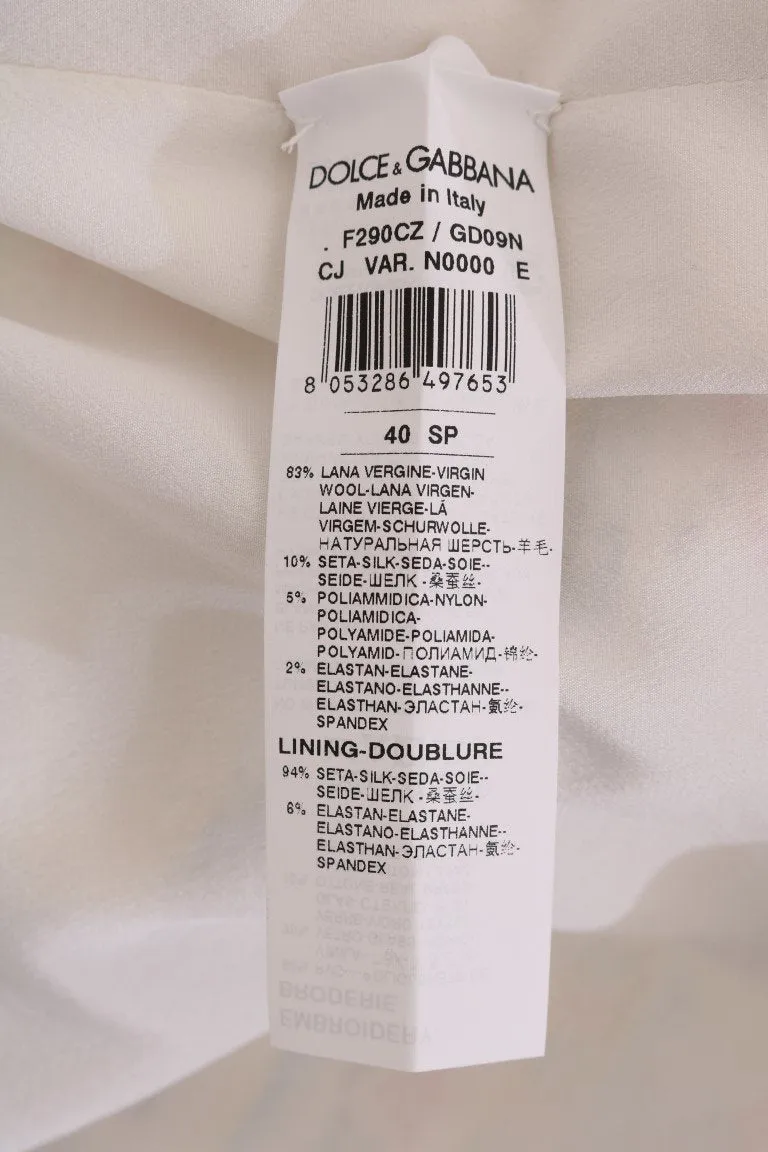 DOLCE & GABBANA
Made in Italy
. F290CZ / GD09N
CJ VAR. N0000 E
8 053286 497653
40 SP
83% LANA VERGINE-VIRGIN
WOOL-LANA VIRGEN-
LAINE VIERGE-LÃ
VIRGEM-SCHURWOLLE-
НАТУРАЛЬНАЯ ШЕРСТЬ-羊毛-
10% SETA-SILK-SEDA-SOIE--
SEIDE-ШЕЛК -桑蚕丝-
5% POLIAMMIDICA-NYLON-
POLIAMIDICA-
POLYAMIDE-POLIAMIDA-
POLYAMID-ПОЛИАМИД-锦纶-
2% ELASTAN-ELASTANE-
ELASTANO-ELASTHANNE--
ELASTHAN-ЭЛАСТАН-氨纶-
SPANDEX
LINING-DOUBLURE
94% SETA-SILK-SEDA-SOIE--
SEIDE-ШЕЛК -桑蚕丝-
6% ELASTAN-ELASTANE-
ELASTANO-ELASTHANNE--
ELASTHAN-ЭЛАСТАН-氨纶-
SPANDEX
BRODERIE
EMBROIDERY